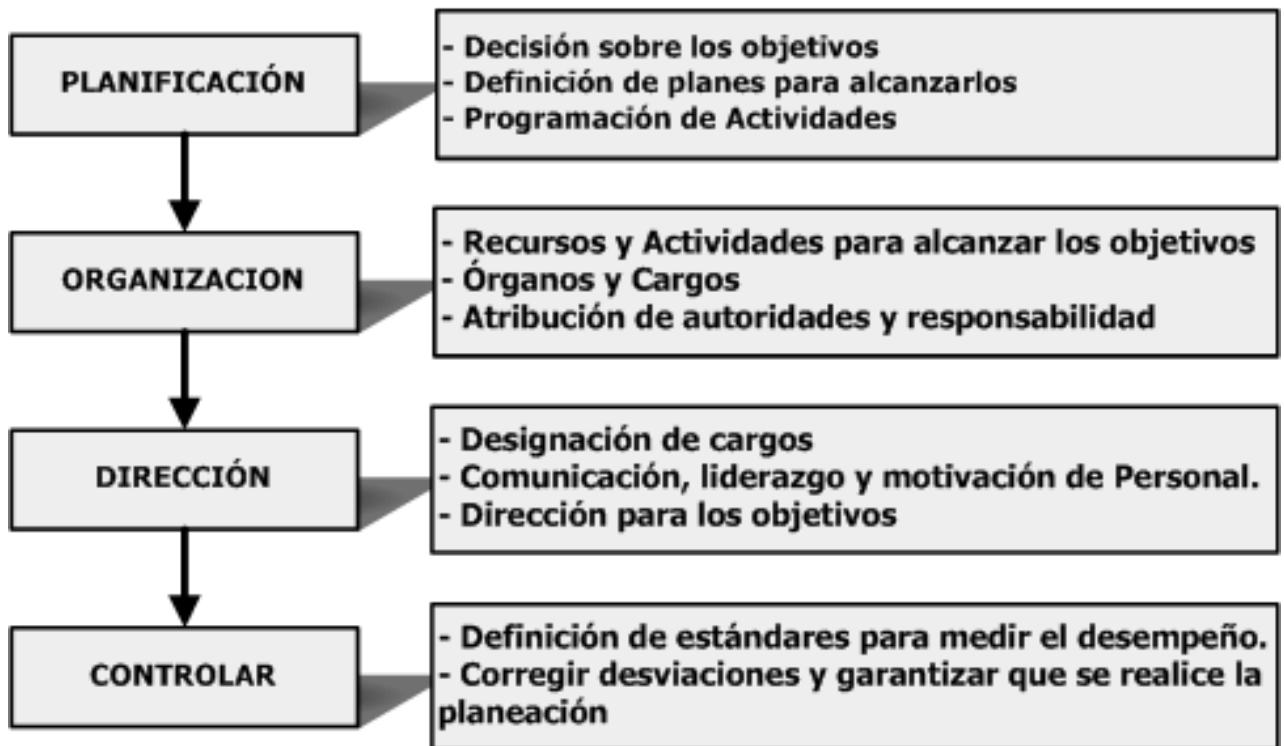 PLANIFICACIÓN
- Decisión sobre los objetivos
- Definición de planes para alcanzarlos
- Programación de Actividades
ORGANIZACION
- Recursos y Actividades para alcanzar los objetivos
- Órganos y Cargos
- Atribución de autoridades y responsabilidad
DIRECCIÓN
- Designación de cargos
- Comunicación, liderazgo y motivación de Personal.
- Dirección para los objetivos
CONTROLAR
- Definición de estándares para medir el desempeño.
- Corregir desviaciones y garantizar que se realice la
planeación